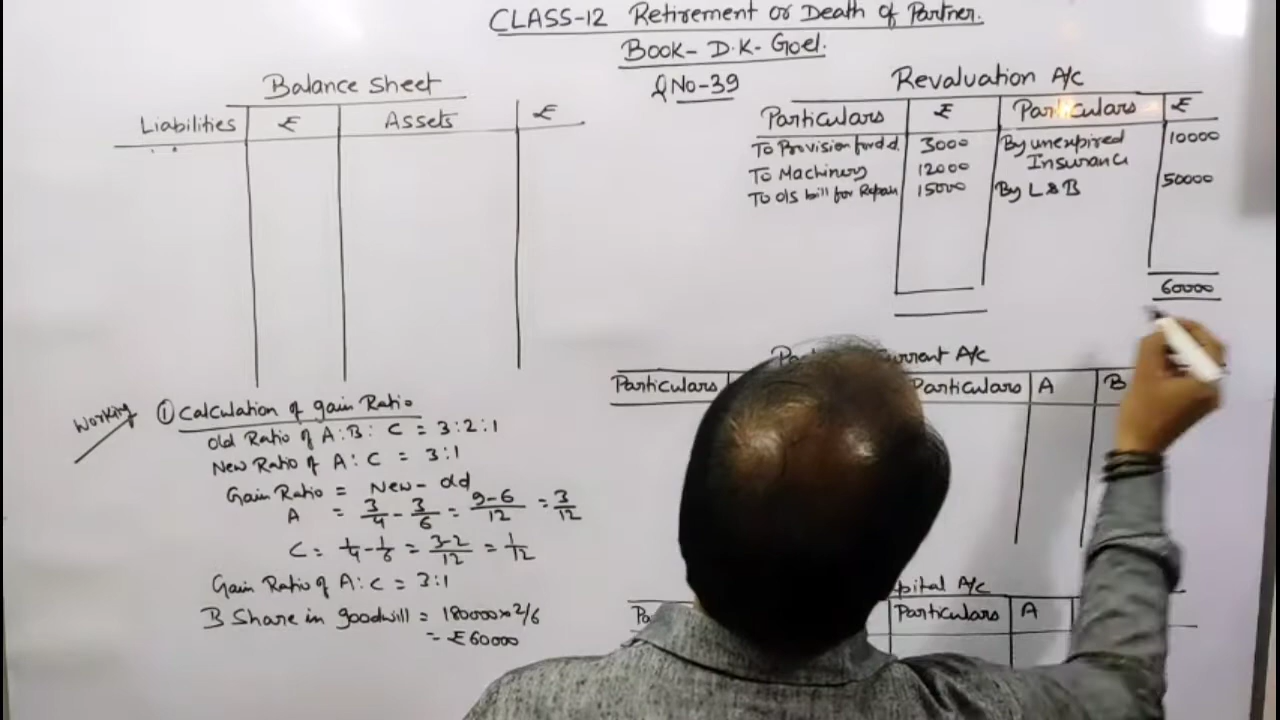 CLASS-12 Retirement or Death of Partner.
Book- D.K- Goel.
QNo-39
Balance Sheet
Liabilities ₹ Assets ₹
Revaluation A/c
Particulars ₹ Particulars ₹
To Provision for d.d. 3000 By unexpired Insurance 10000
To Machinery 12000
To O/S bill for Repair 15000 By L&B 50000
60000
Current A/c
Particulars Particulars A B
Capital A/c
Particulars A
Working
① Calculation of gain Ratio
Old Ratio of A:B:C = 3:2:1
New Ratio of A:C = 3:1
Gain Ratio = New - old
A = 3/4 - 3/6 = 9-6/12 = 3/12
C = 1/4 - 1/6 = 3-2/12 = 1/12
Gain Ratio of A:C = 3:1
B Share in goodwill = 180000×2/6
= ₹60000